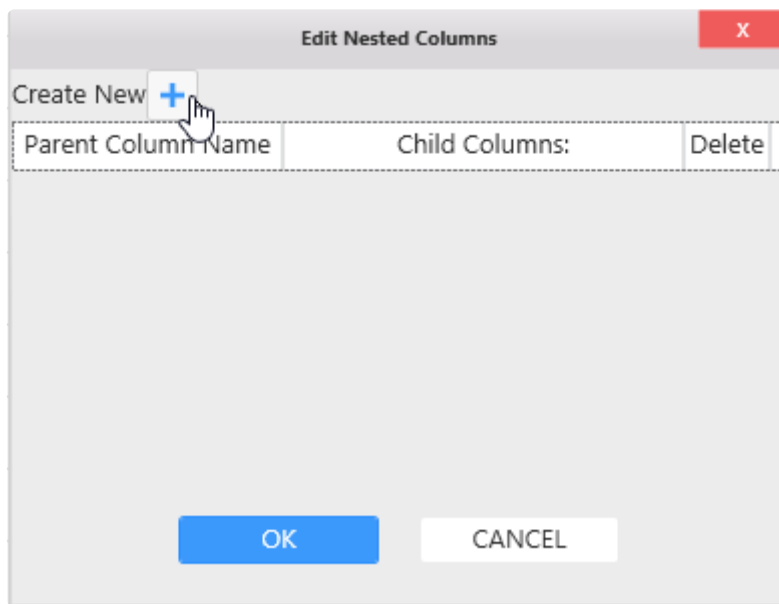 Edit Nested Columns
X
Create New +
Parent Column Name Child Columns: Delete
OK CANCEL